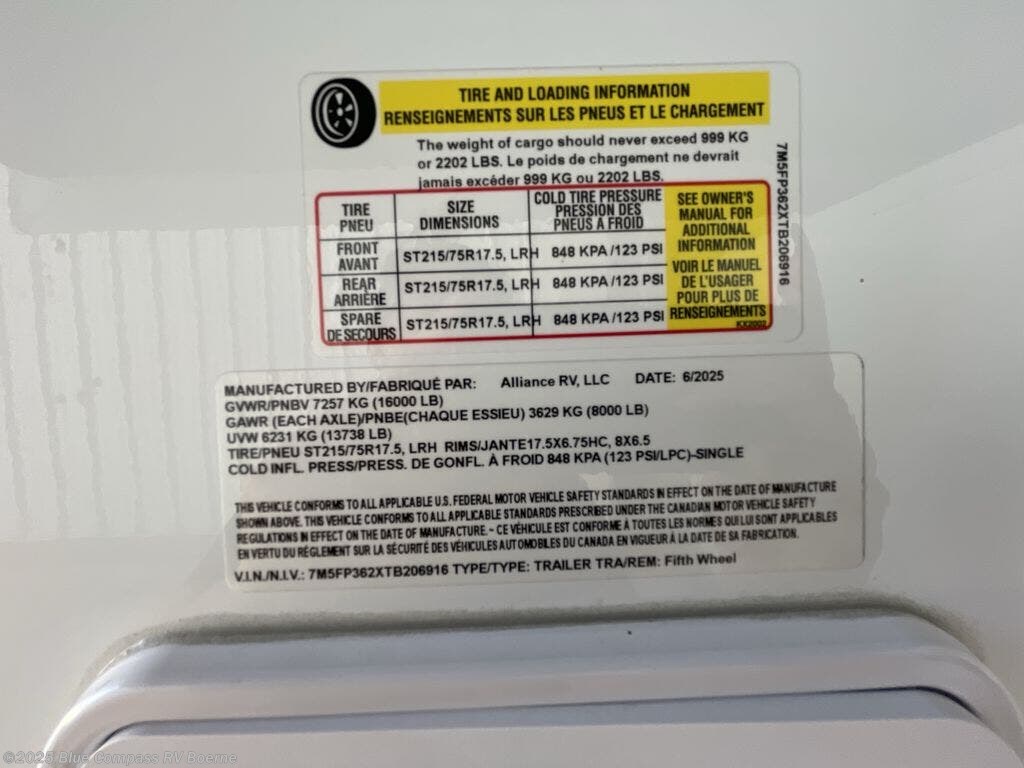 TIRE AND LOADING INFORMATION
RENSEIGNEMENTS SUR LES PNEUS ET LE CHARGEMENT
The weight of cargo should never exceed 999 KG
or 2202 LBS. Le poids de chargement ne devrait
jamais excéder 999 KG ou 2202 LBS.
TIRE
PNEU
SIZE
DIMENSIONS
COLD TIRE PRESSURE
PRESSION DES
PNEUS A FROID
FRONT
AVANT
ST215/75R17.5, LRH
848 KPA /123 PSI
REAR
ARRIÈRE
ST215/75R17.5, LRH
848 KPA /123 PSI
SPARE
DE SECOURS
ST215/75R17.5, LRH
848 KPA /123 PSI
SEE OWNER'S
MANUAL FOR
ADDITIONAL
INFORMATION
VOIR LE MANUEL
DE L'USAGER
POUR PLUS DE
RENSEIGNEMENTS
KX2002
7M5FP362XTB206916
MANUFACTURED BY/FABRIQUÉ PAR: Alliance RV, LLC DATE: 6/2025
GVWR/PNBV 7257 KG (16000 LB)
GAWR (EACH AXLE)/PNBE(CHAQUE ESSIEU) 3629 KG (8000 LB)
UVW 6231 KG (13738 LB)
TIRE/PNEU ST215/75R17.5, LRH RIMS/JANTE17.5X6.75HC, 8X6.5
COLD INFL. PRESS/PRESS. DE GONFL. À FROID 848 KPA (123 PSI/LPC)-SINGLE
THIS VEHICLE CONFORMS TO ALL APPLICABLE U.S. FEDERAL MOTOR VEHICLE SAFETY STANDARDS IN EFFECT ON THE DATE OF MANUFACTURE
SHOWN ABOVE. THIS VEHICLE CONFORMS TO ALL APPLICABLE STANDARDS PRESCRIBED UNDER THE CANADIAN MOTOR VEHICLE SAFETY
REGULATIONS IN EFFECT ON THE DATE OF MANUFACTURE. - CE VÉHICULE EST CONFORME À TOUTES LES NORMES QUI LUI SONT APPLICABLES
EN VERTU DU RÉGLEMENT SUR LA SÉCURITÉ DES VÉHICULES AUTOMOBILES DU CANADA EN VIGUEUR À LA DATE DE SA FABRICATION.
V.I.N./N.I.V.: 7M5FP362XTB206916 TYPE/TYPE: TRAILER TRA/REM: Fifth Wheel
©2025 Blue Compass RV Boerne